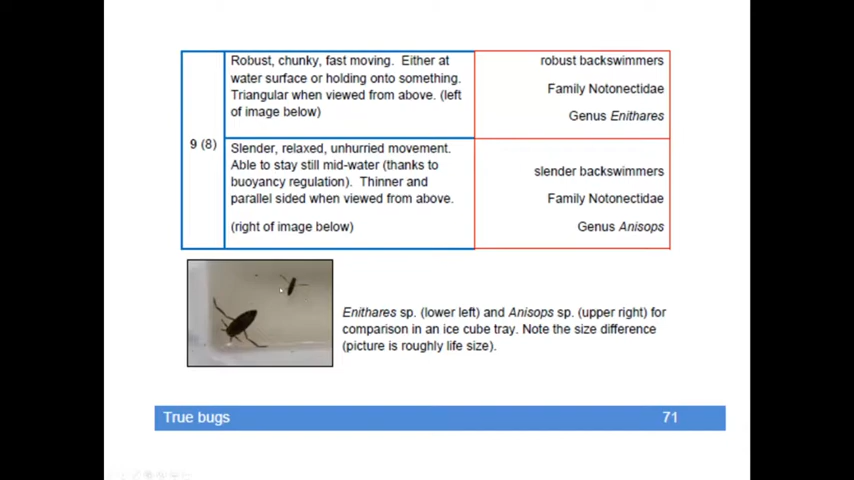 9 (8)
Robust, chunky, fast moving. Either at
water surface or holding onto something.
Triangular when viewed from above. (left
of image below)
robust backswimmers
Family Notonectidae
Genus Enithares
Slender, relaxed, unhurried movement.
Able to stay still mid-water (thanks to
buoyancy regulation). Thinner and
parallel sided when viewed from above.
(right of image below)
slender backswimmers
Family Notonectidae
Genus Anisops
Enithares sp. (lower left) and Anisops sp. (upper right) for
comparison in an ice cube tray. Note the size difference
(picture is roughly life size).
True bugs
71